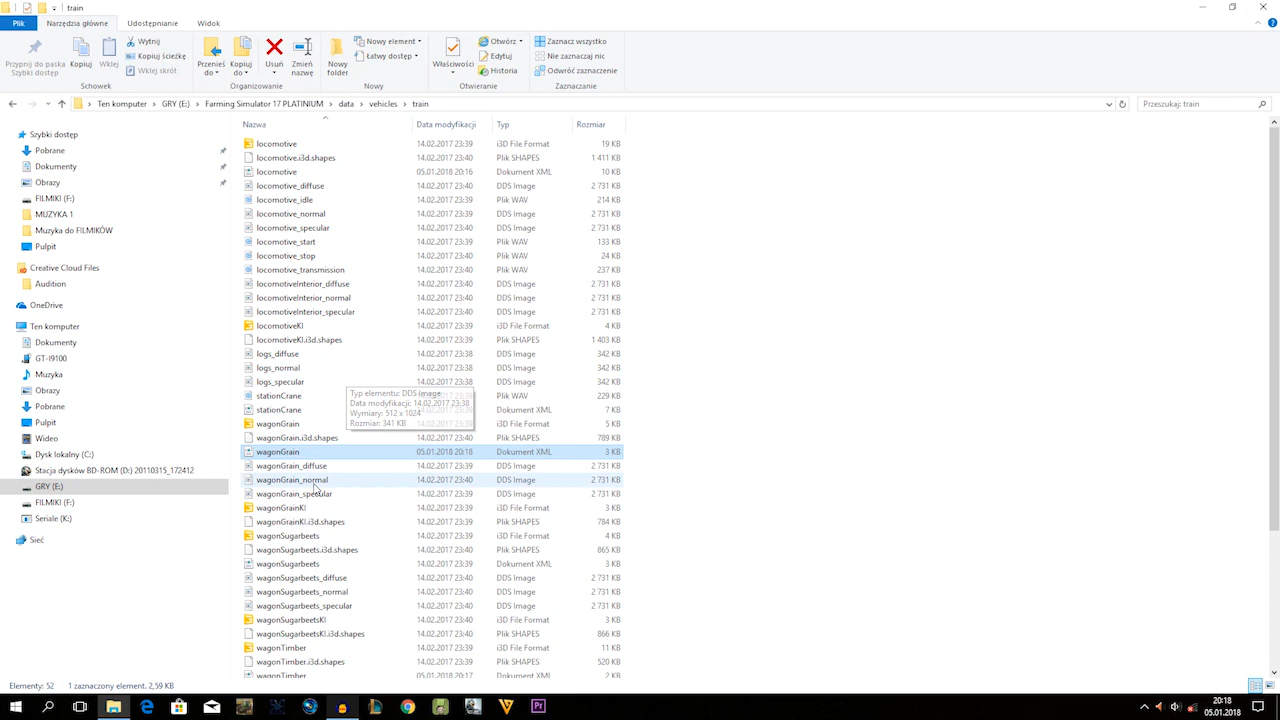 train
Plik Narzędzia główne Udostępnianie Widok
Przypnij do paska Szybki dostęp
Kopiuj
Wklej
Wytnij
Kopiuj ścieżkę
Wklej skrót
Schowek
Przenieś do
Kopiuj do
Usuń
Zmień nazwę
Organizowanie
Nowy folder
Nowy element
Łatwy dostęp
Nowy
Właściwości
Otwórz
Edytuj
Historia
Otwieranie
Zaznacz wszystko
Nie zaznaczaj nic
Odwróć zaznaczenie
Zaznaczanie
Ten komputer › GRY (E:) › Farming Simulator 17 PLATINIUM › data › vehicles › train
Przeszukaj: train
Szybki dostęp
Pobrane
Dokumenty
Obrazy
FILMIKI (F:)
MUZYKA 1
Muzyka do FILMIKÓW
Pulpit
Creative Cloud Files
Audition
OneDrive
Ten komputer
Dokumenty
GT-I9100
Muzyka
Obrazy
Pobrane
Pulpit
Wideo
Dysk lokalny (C:)
Stacja dysków BD-ROM (D:) 20110315_172412
GRY (E:)
FILMIKI (F:)
Seriale (K:)
Sieć
Nazwa Data modyfikacji Typ Rozmiar
locomotive 14.02.2017 23:39 i3D File Format 19 KB
locomotive.i3d.shapes 14.02.2017 23:40 Plik SHAPES 1 411 KB
locomotive 05.01.2018 20:16 Dokument XML 10 KB
locomotive_diffuse 14.02.2017 23:40 DDS Image 2 731 KB
locomotive_idle 14.02.2017 23:39 Plik WAV 214 KB
locomotive_normal 14.02.2017 23:39 DDS Image 2 731 KB
locomotive_specular 14.02.2017 23:40 DDS Image 2 731 KB
locomotive_start 14.02.2017 23:39 Plik WAV 133 KB
locomotive_stop 14.02.2017 23:40 Plik WAV 24 KB
locomotive_transmission 14.02.2017 23:40 Plik WAV 237 KB
locomotiveInterior_diffuse 14.02.2017 23:40 DDS Image 2 731 KB
locomotiveInterior_normal 14.02.2017 23:40 DDS Image 2 731 KB
locomotiveInterior_specular 14.02.2017 23:40 DDS Image 2 731 KB
locomotiveKI 14.02.2017 23:39 i3D File Format 4 KB
locomotiveKI.i3d.shapes 14.02.2017 23:40 Plik SHAPES 1 403 KB
logs_diffuse 14.02.2017 23:38 DDS Image 342 KB
logs_normal 14.02.2017 23:38 DDS Image 342 KB
logs_specular 14.02.2017 23:38 DDS Image 342 KB
stationCrane Plik WAV 229 KB
stationCrane Dokument XML 7 KB
wagonGrain 14.02.2017 23:39 i3D File Format 5 KB
wagonGrain.i3d.shapes 14.02.2017 23:40 Plik SHAPES 789 KB
wagonGrain 05.01.2018 20:18 Dokument XML 3 KB
wagonGrain_diffuse 14.02.2017 23:39 DDS Image 2 731 KB
wagonGrain_normal 14.02.2017 23:40 DDS Image 2 731 KB
wagonGrain_specular 14.02.2017 23:39 DDS Image 2 731 KB
wagonGrainKI 14.02.2017 23:39 i3D File Format 3 KB
wagonGrainKI.i3d.shapes 14.02.2017 23:40 Plik SHAPES 784 KB
wagonSugarbeets 14.02.2017 23:39 i3D File Format 4 KB
wagonSugarbeets.i3d.shapes 14.02.2017 23:40 Plik SHAPES 865 KB
wagonSugarbeets 14.02.2017 23:39 Dokument XML 3 KB
wagonSugarbeets_diffuse 14.02.2017 23:40 DDS Image 2 731 KB
wagonSugarbeets_normal 14.02.2017 23:40 DDS Image 2 731 KB
wagonSugarbeets_specular 14.02.2017 23:40 DDS Image 2 731 KB
wagonSugarbeetsKI 14.02.2017 23:39 i3D File Format 3 KB
wagonSugarbeetsKI.i3d.shapes 14.02.2017 23:40 Plik SHAPES 866 KB
wagonTimber 14.02.2017 23:39 i3D File Format 11 KB
wagonTimber.i3d.shapes 14.02.2017 23:39 Plik SHAPES 520 KB
wagonTimber 05.01.2018 20:17 Dokument XML 2 KB
Typ elementu: DDS Image
Data modyfikacji: 14.02.2017 23:38
Wymiary: 512 x 1024
Rozmiar: 341 KB
Elementy: 52 1 zaznaczony element. 2,59 KB
20:18
05.01.2018